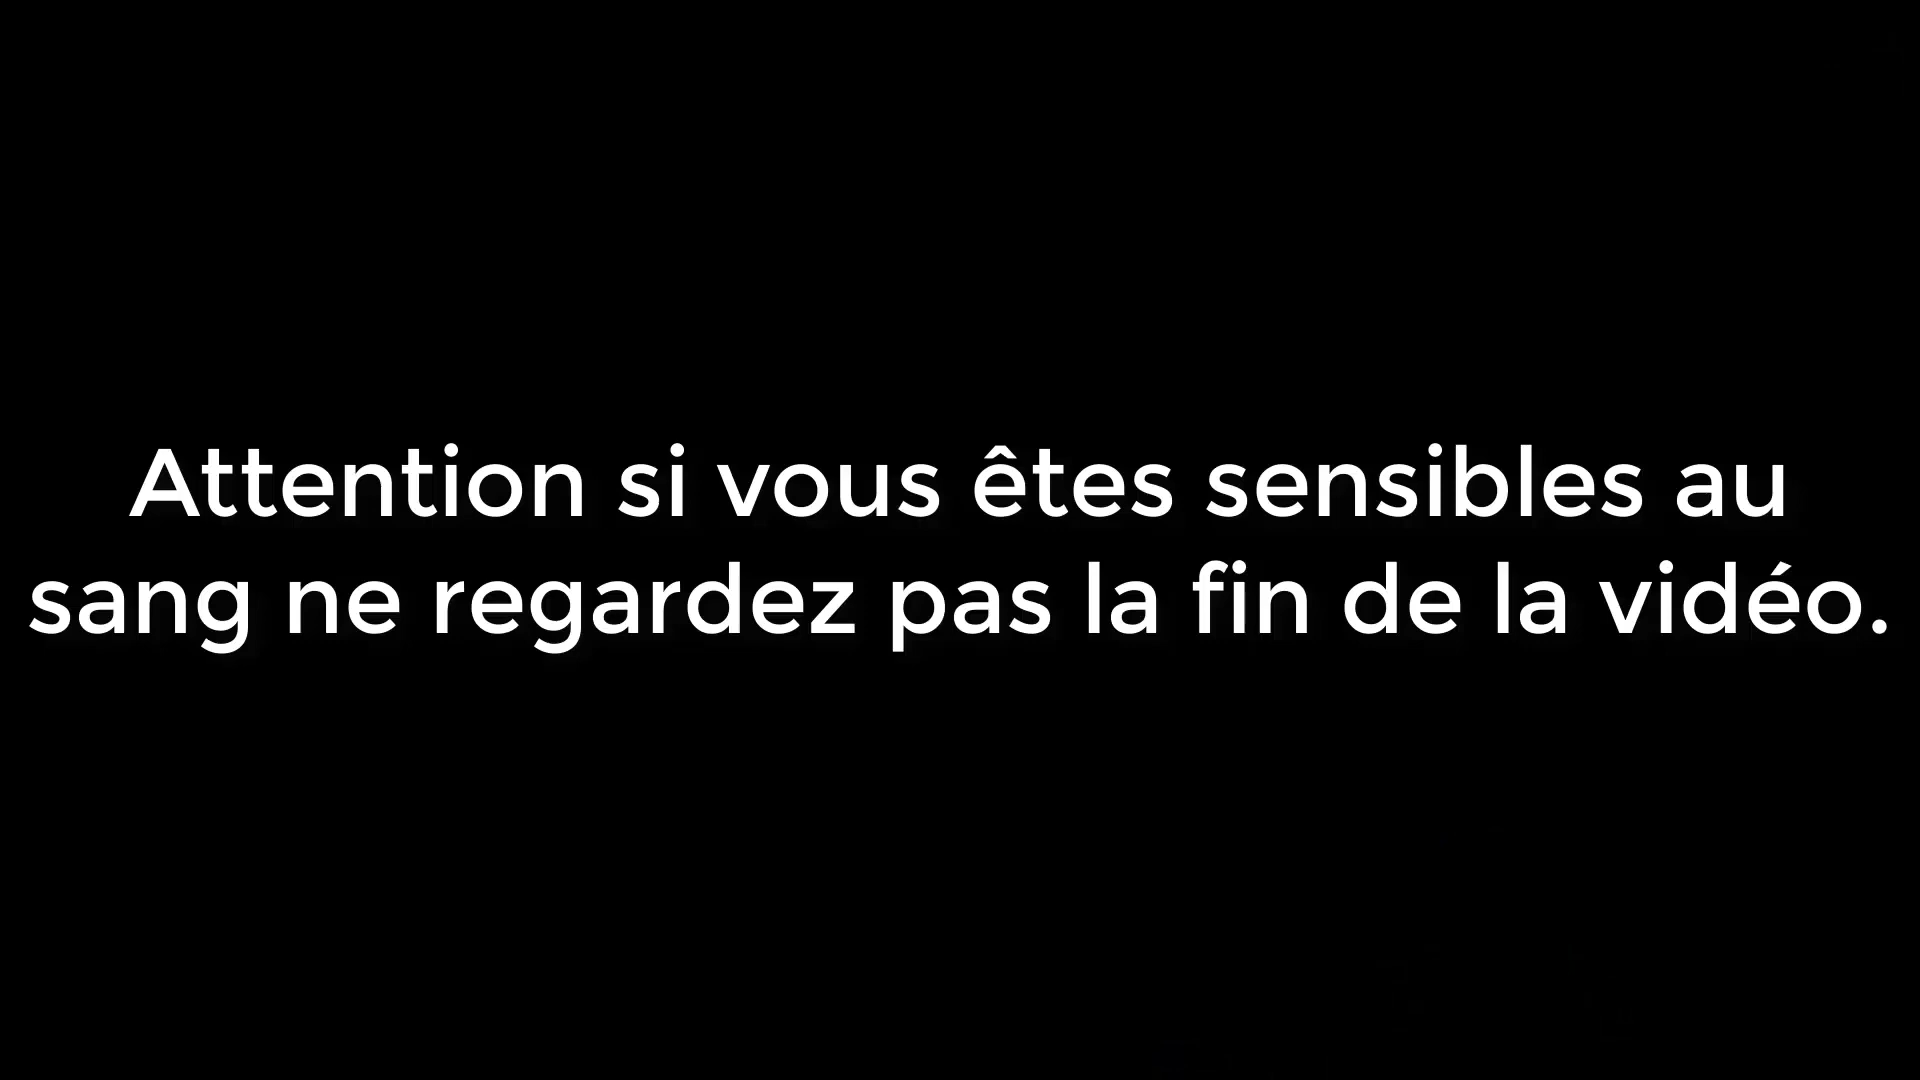 Attention si vous êtes sensibles au
sang ne regardez pas la fin de la vidéo.